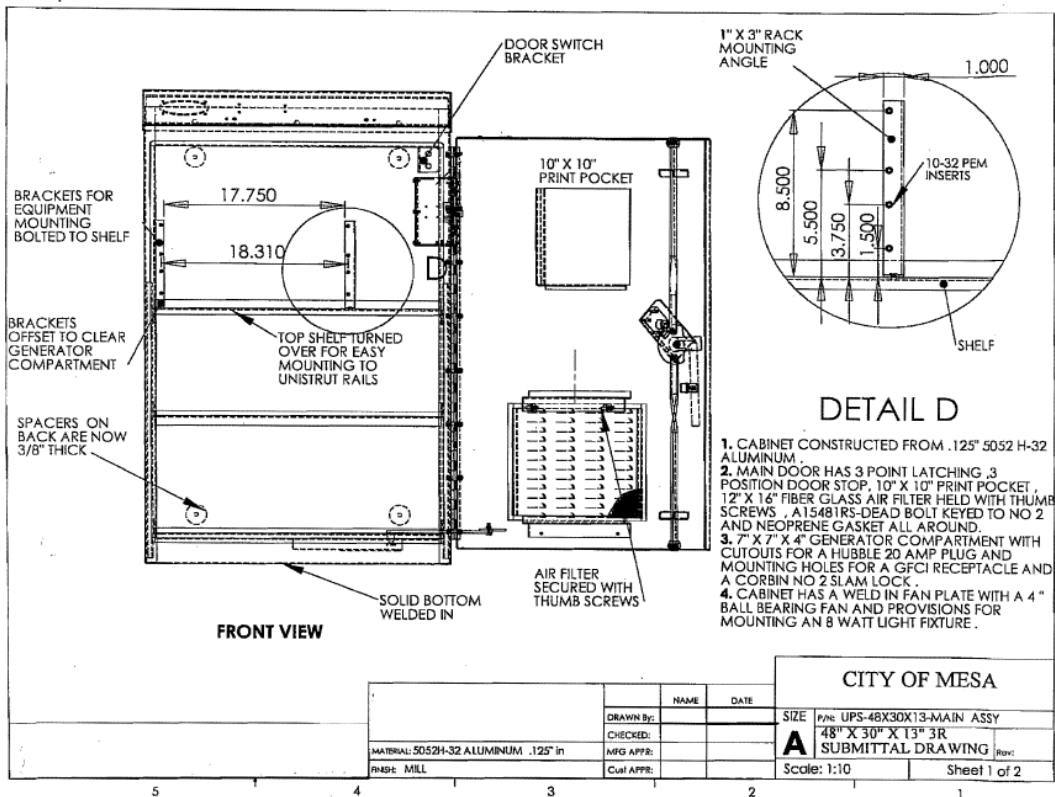 DOOR SWITCH
BRACKET
1" X 3" RACK
MOUNTING
ANGLE
1.000
10" X 10"
PRINT POCKET
10-32 PEM
INSERTS
BRACKETS FOR
EQUIPMENT
MOUNTING
BOLTED TO SHELF
17.750
18.310
8.500
5.500
3.750
1.500
BRACKETS
OFFSET TO CLEAR
GENERATOR
COMPARTMENT
TOP SHELF TURNED
OVER FOR EASY
MOUNTING TO
UNISTRUT RAILS
SHELF
SPACERS ON
BACK ARE NOW
3/8" THICK
DETAIL D
1. CABINET CONSTRUCTED FROM .125" 5052 H-32
ALUMINUM .
2. MAIN DOOR HAS 3 POINT LATCHING ,3
POSITION DOOR STOP, 10" X 10" PRINT POCKET ,
12" X 16" FIBER GLASS AIR FILTER HELD WITH THUMB
SCREWS , A15481RS-DEAD BOLT KEYED TO NO 2
AND NEOPRENE GASKET ALL AROUND.
3. 7" X 7" X 4" GENERATOR COMPARTMENT WITH
CUTOUTS FOR A HUBBLE 20 AMP PLUG AND
MOUNTING HOLES FOR A GFCI RECEPTACLE AND
A CORBIN NO 2 SLAM LOCK .
4. CABINET HAS A WELD IN FAN PLATE WITH A 4 "
BALL BEARING FAN AND PROVISIONS FOR
MOUNTING AN 8 WATT LIGHT FIXTURE .
AIR FILTER
SECURED WITH
THUMB SCREWS
SOLID BOTTOM
WELDED IN
FRONT VIEW
CITY OF MESA
NAME DATE
DRAWN By:
CHECKED:
MFG APPR:
Cust APPR:
MATERIAL: 5052H-32 ALUMINUM .125" in
FINISH: MILL
SIZE
A
P/N: UPS-48X30X13-MAIN ASSY
48" X 30" X 13" 3R
SUBMITTAL DRAWING Rev:
Scale: 1:10 Sheet 1 of 2
5 4 3 2 1